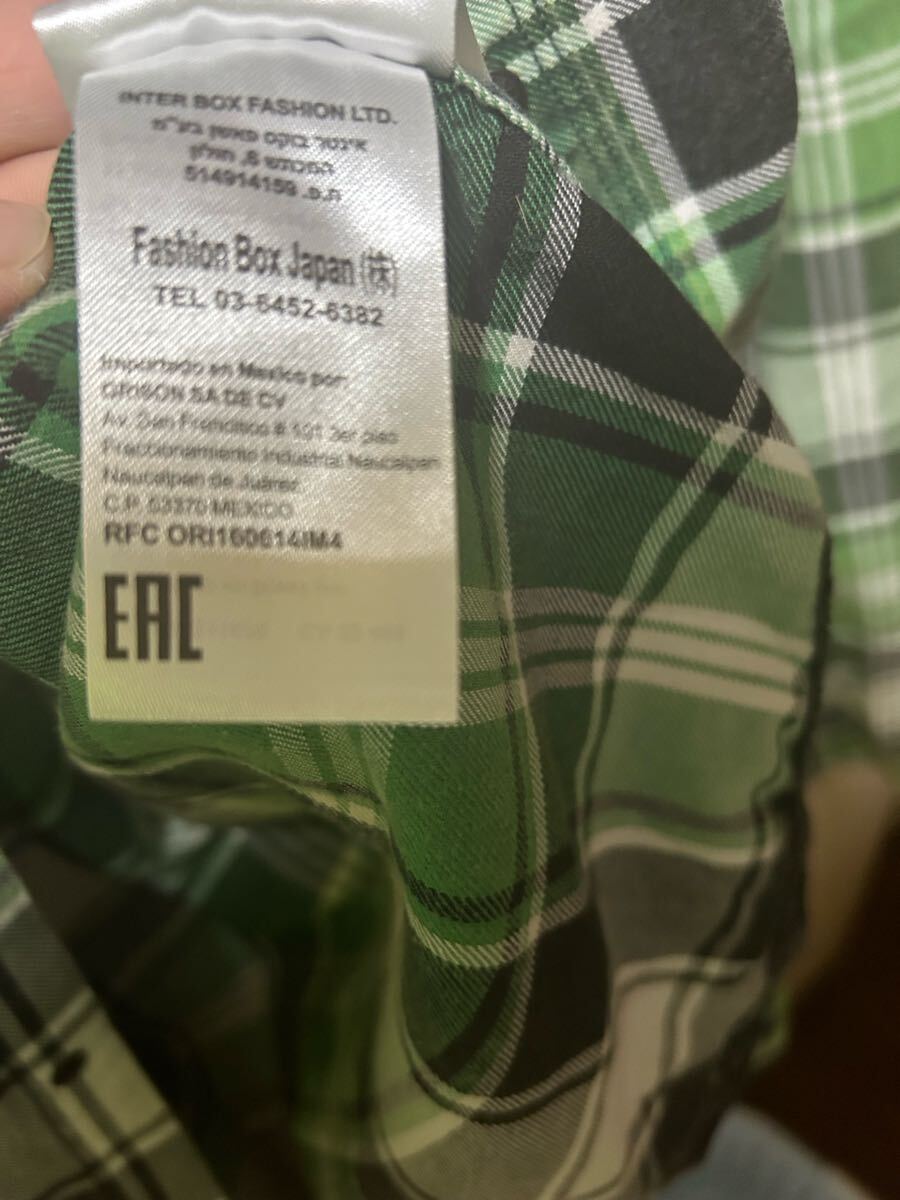 INTER BOX FASHION LTD.
אינטר בוקס פאשן בע"מ
המכתש 8, חולון
ח.פ. 514914159
Fashion Box Japan (株)
TEL 03-6452-6382
Importado en Mexico por:
ORISON SA DE CV
Av. San Francisco # 101 3er piso
Fraccionamiento Industrial Naucalpan
Naucalpan de Juárez
C.P. 53370 MEXICO
RFC ORI160614IM4
EAC